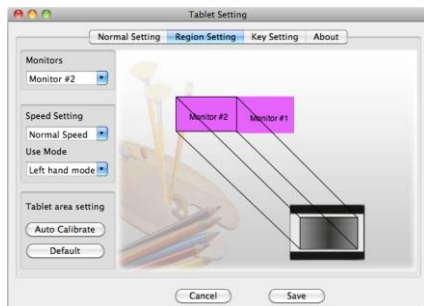 Tablet Setting
Normal Setting Region Setting Key Setting About
Monitors
Monitor #2
Speed Setting
Normal Speed
Use Mode
Left hand mode
Tablet area setting
Auto Calibrate
Default
Monitor #2 Monitor #1
Cancel Save